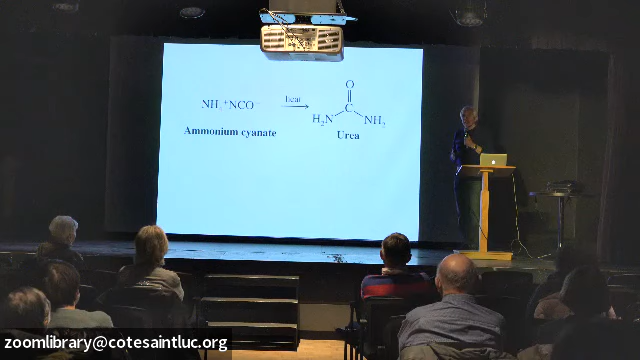 O
NH₄⁺NCO⁻
heat
C
H₂N
NH₂
Ammonium cyanate
Urea
zoomlibrary@cotesaintluc.org